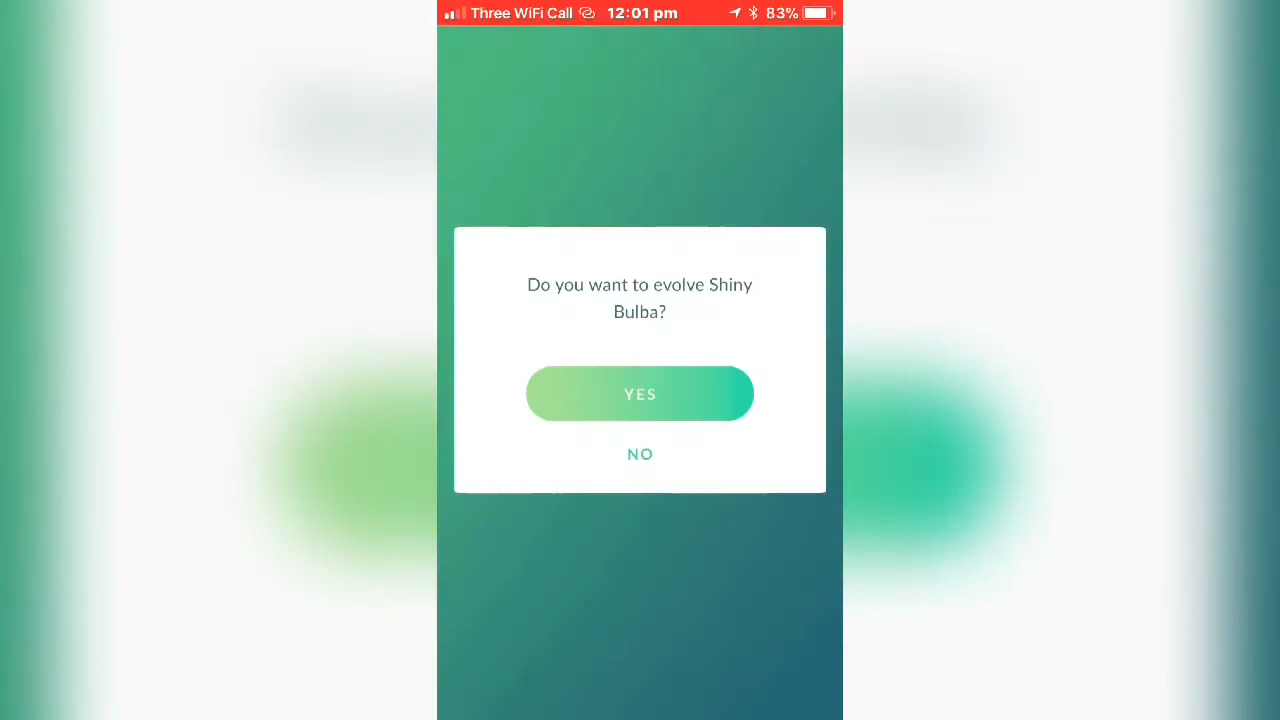 Three WiFi Call 12:01 pm 83%
Do you want to evolve Shiny
Bulba?
YES
NO